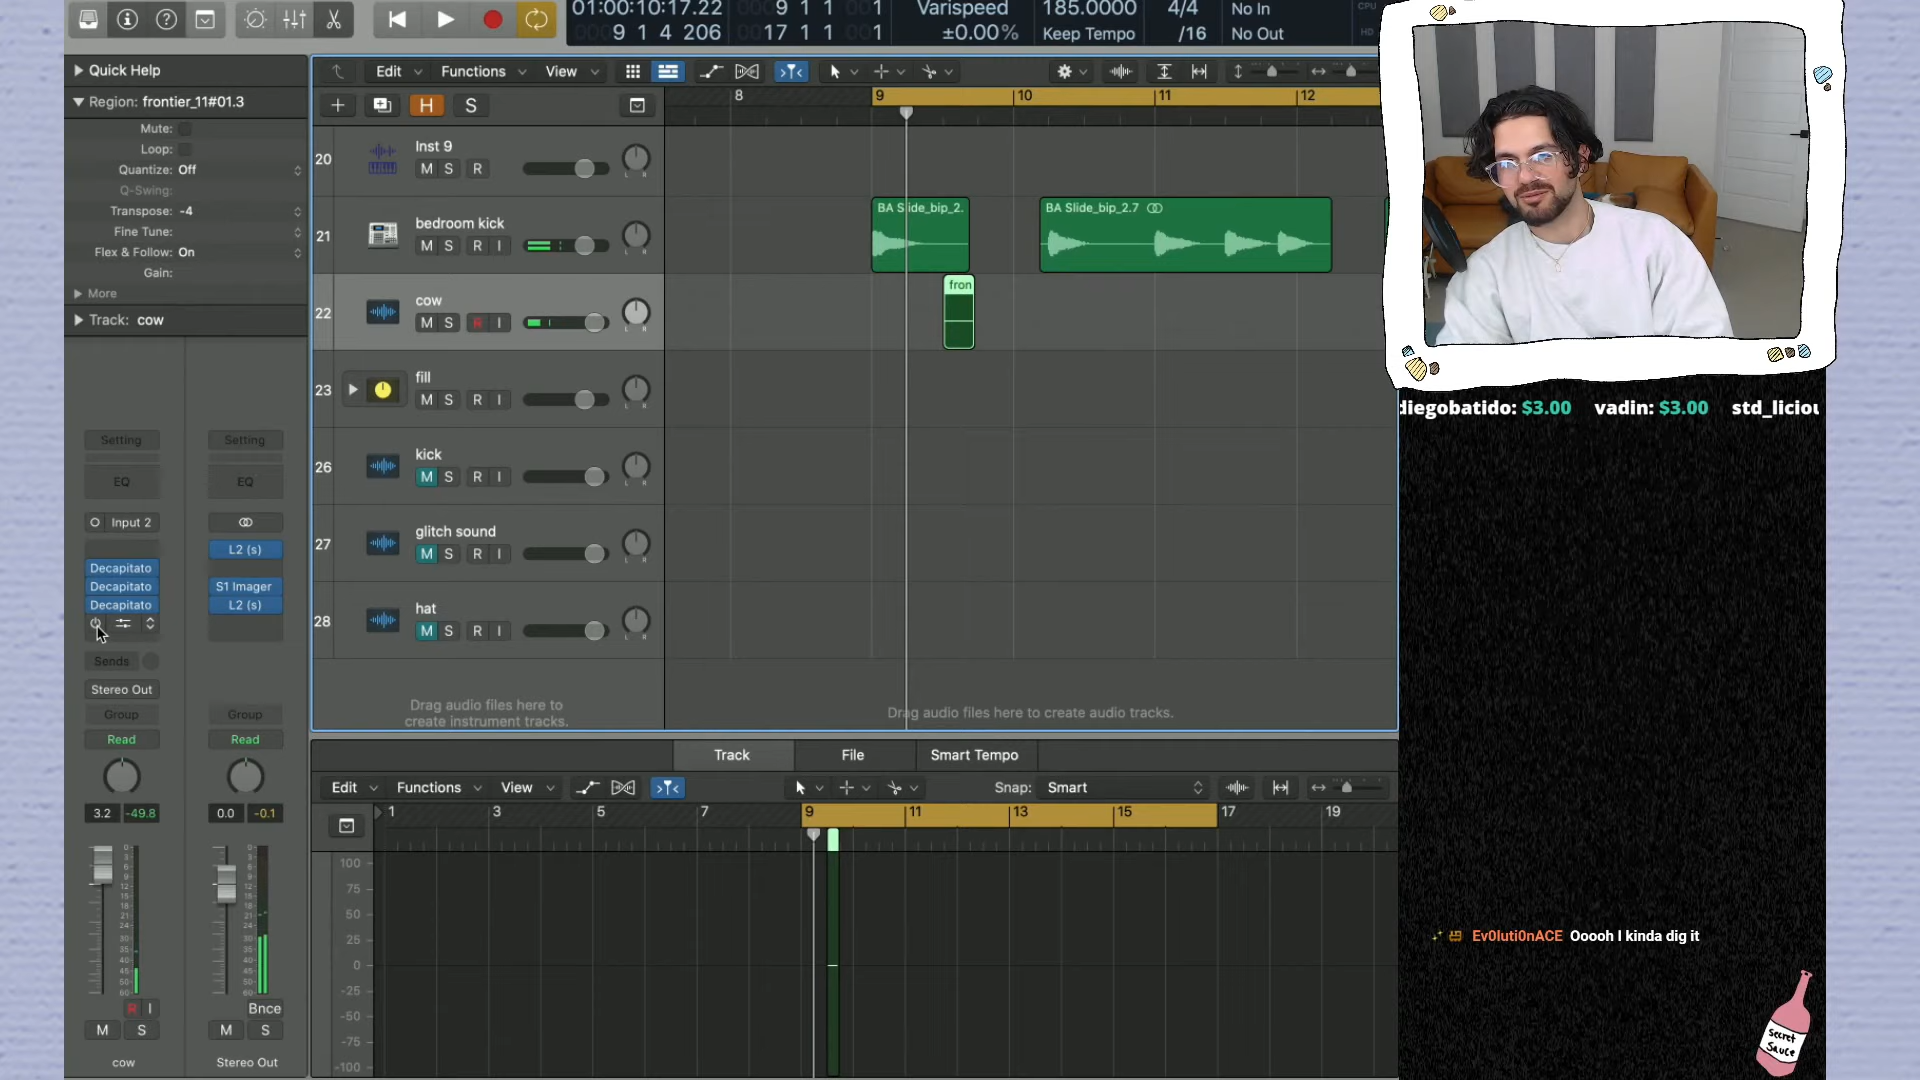 01:00:10:17.22
9 1 4 206
9 1 1 1
17 1 1 1
Varispeed
±0.00%
185.0000
Keep Tempo
4/4
/16
No In
No Out
CPU
HD
Quick Help
Region: frontier_11#01.3
Mute:
Loop:
Quantize: Off
Q-Swing:
Transpose: -4
Fine Tune:
Flex & Follow: On
Gain:
More
Track: cow
Edit
Functions
View
H
S
8
9
10
11
12
20
Inst 9
M S R
21
bedroom kick
M S R I
BA Slide_bip_2.
BA Slide_bip_2.7
22
cow
M S R I
fron
23
fill
M S R I
26
kick
M S R I
27
glitch sound
M S R I
28
hat
M S R I
Drag audio files here to
create instrument tracks.
Drag audio files here to create audio tracks.
Setting
EQ
Input 2
Decapitato
Decapitato
Decapitato
Sends
Stereo Out
Group
Read
3.2 -49.8
R I
M S
cow
Setting
EQ
L2 (s)
S1 Imager
L2 (s)
Group
Read
0.0 -0.1
Bnce
M S
Stereo Out
Track
File
Smart Tempo
Edit
Functions
View
Snap: Smart
1
3
5
7
9
11
13
15
17
19
100
75
50
25
0
-25
-50
-75
-100
diegobatido: $3.00 vadin: $3.00 std_liciou
Ev0luti0nACE Ooooh I kinda dig it
Secret
Sauce